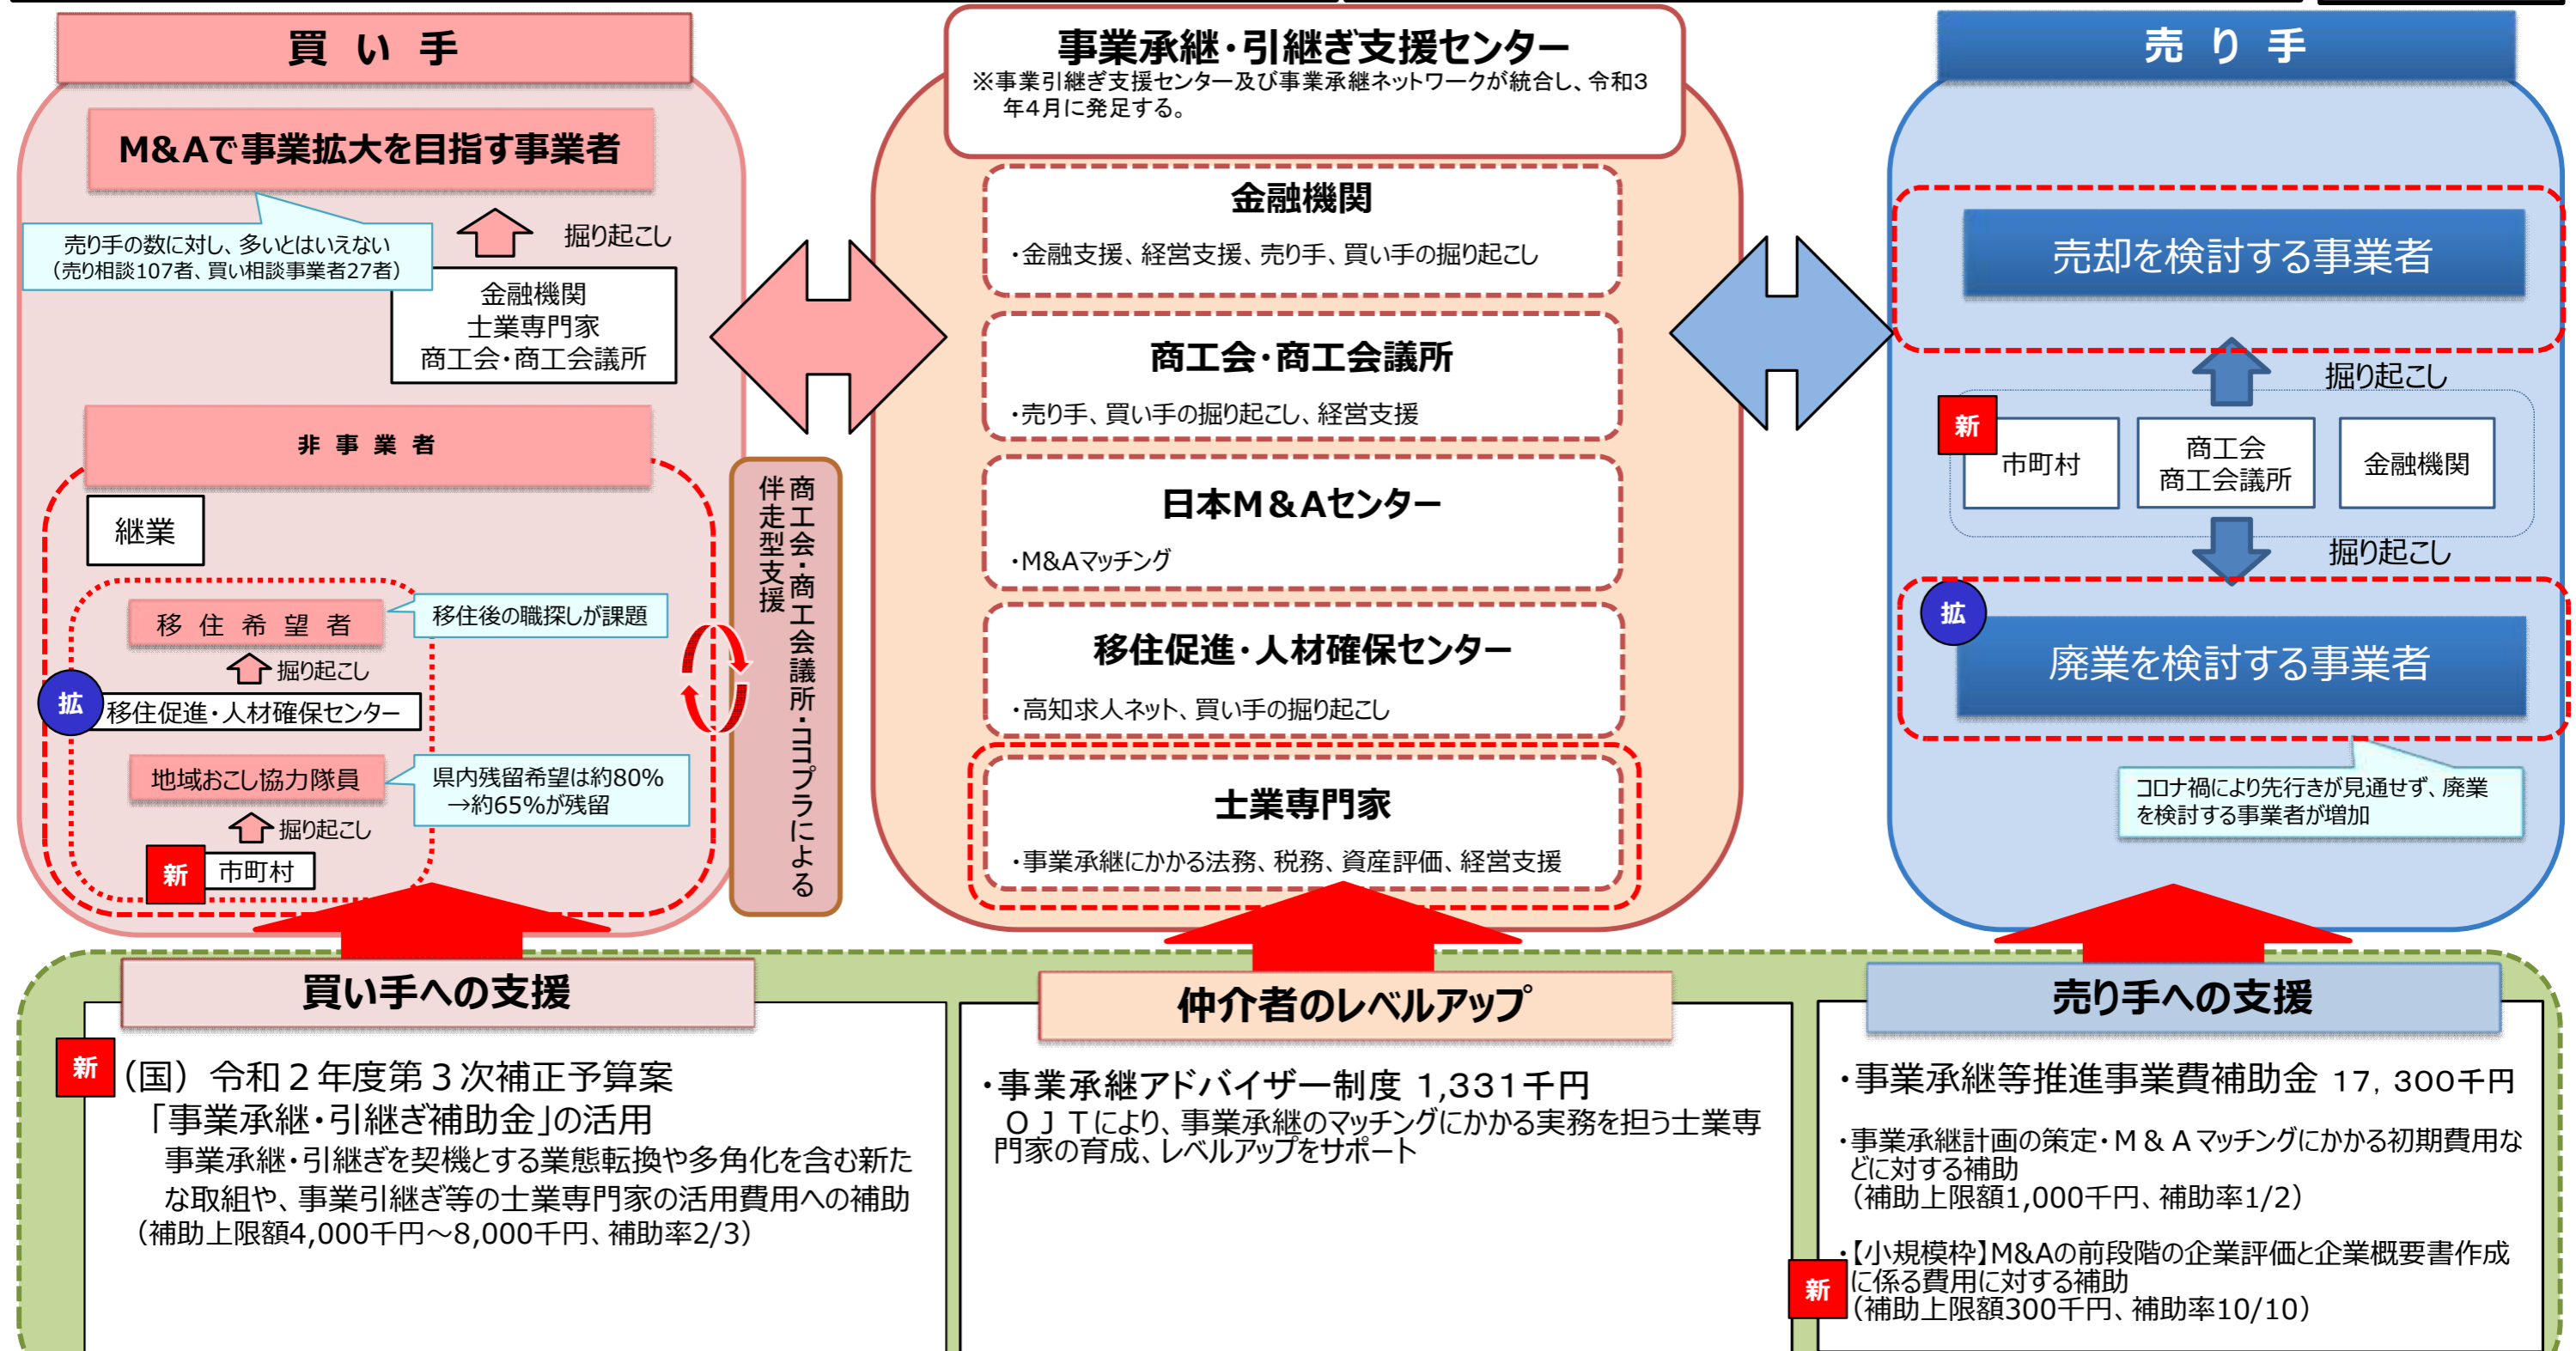 買い手
M&Aで事業拡大を目指す事業者
売り手の数に対し、多いとはいえない
（売り相談107者、買い相談事業者27者）
掘り起こし
金融機関
士業専門家
商工会・商工会議所
非事業者
継業
移住希望者
移住後の職探しが課題
掘り起こし
拡
移住促進・人材確保センター
地域おこし協力隊員
県内残留希望は約80%
→約65%が残留
掘り起こし
新
市町村
商工会・商工会議所・ココプラによる
伴走型支援
事業承継・引継ぎ支援センター
※事業引継ぎ支援センター及び事業承継ネットワークが統合し、令和3
年4月に発足する。
金融機関
・金融支援、経営支援、売り手、買い手の掘り起こし
商工会・商工会議所
・売り手、買い手の掘り起こし、経営支援
日本M＆Aセンター
・M&Aマッチング
移住促進・人材確保センター
・高知求人ネット、買い手の掘り起こし
士業専門家
・事業承継にかかる法務、税務、資産評価、経営支援
売り手
売却を検討する事業者
掘り起こし
新
市町村
商工会
商工会議所
金融機関
掘り起こし
拡
廃業を検討する事業者
コロナ禍により先行きが見通せず、廃業
を検討する事業者が増加
買い手への支援
新
（国）令和２年度第３次補正予算案
「事業承継・引継ぎ補助金」の活用
事業承継・引継ぎを契機とする業態転換や多角化を含む新た
な取組や、事業引継ぎ等の士業専門家の活用費用への補助
（補助上限額4,000千円～8,000千円、補助率2/3）
仲介者のレベルアップ
・事業承継アドバイザー制度 1,331千円
ＯＪＴにより、事業承継のマッチングにかかる実務を担う士業専
門家の育成、レベルアップをサポート
売り手への支援
・事業承継等推進事業費補助金 17，300千円
・事業承継計画の策定・Ｍ＆Ａマッチングにかかる初期費用な
どに対する補助
（補助上限額1,000千円、補助率1/2）
・【小規模枠】M&Aの前段階の企業評価と企業概要書作成
に係る費用に対する補助
新
（補助上限額300千円、補助率10/10）